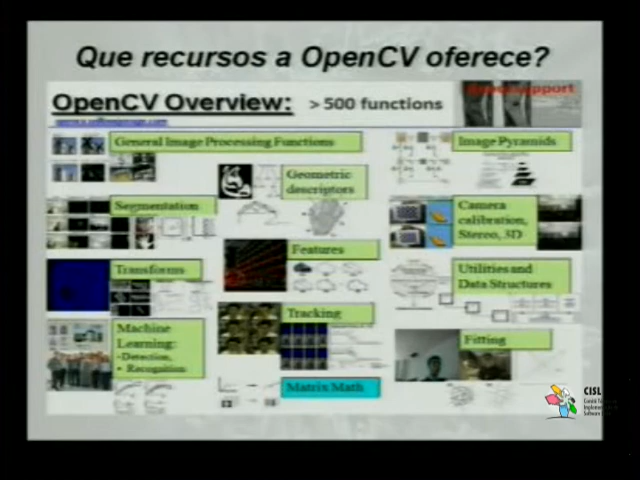 Que recursos a OpenCV oferece?
OpenCV Overview: > 500 functions
General Image Processing Functions
Image Pyramids
Geometric
descriptors
Segmentation
Camera
calibration,
Stereo, 3D
Features
Transforms
Utilities and
Data Structures
Tracking
Machine
Learning:
•Detection,
• Recognition
Fitting
Matrix Math
CISL